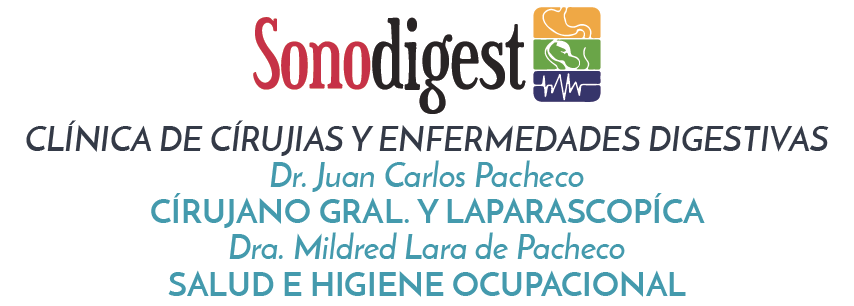 Sonodigest
CLÍNICA DE CÍRUJIAS Y ENFERMEDADES DIGESTIVAS
Dr. Juan Carlos Pacheco
CÍRUJANO GRAL. Y LAPARASCOPÍCA
Dra. Mildred Lara de Pacheco
SALUD E HIGIENE OCUPACIONAL